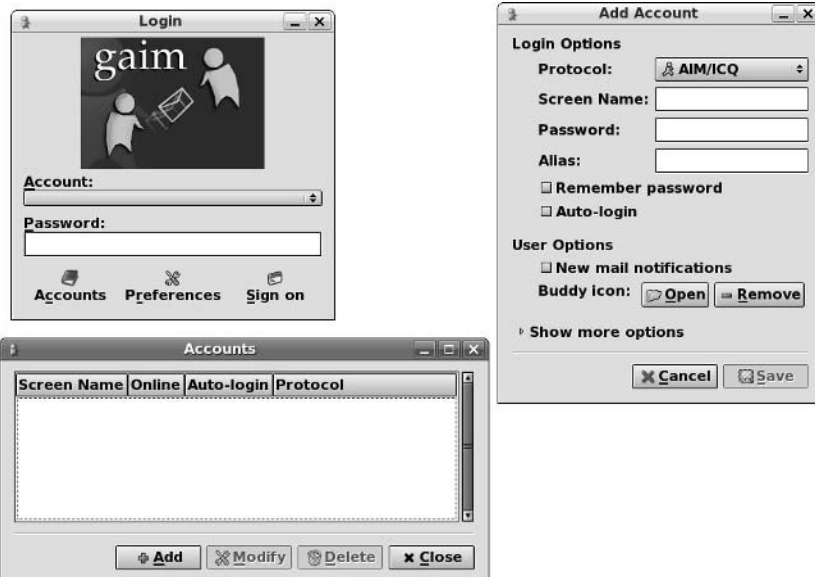 Login
gaim
Account:
Password:
Accounts Preferences Sign on
Accounts
Screen Name Online Auto-login Protocol
Add Modify Delete Close
Add Account
Login Options
Protocol: AIM/ICQ
Screen Name:
Password:
Alias:
Remember password
Auto-login
User Options
New mail notifications
Buddy icon: Open Remove
Show more options
Cancel Save